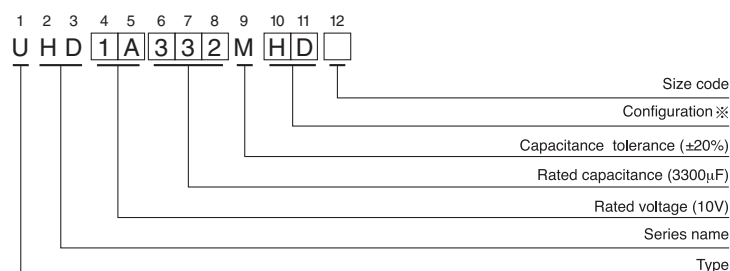 1 2 3 4 5 6 7 8 9 10 11 12
U H D 1 A 3 3 2 M H D
Size code
Configuration※
Capacitance tolerance (±20%)
Rated capacitance (3300µF)
Rated voltage (10V)
Series name
Type